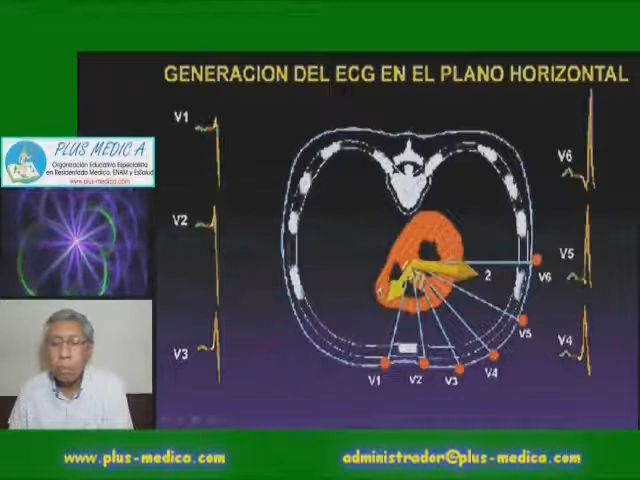 GENERACION DEL ECG EN EL PLANO HORIZONTAL
V1
V6
PLUS MEDIC A
Organización Educativa Especialista
en Residentado Medico, ENAM y EsSalud
www.plus-medica.com
V2
V5
2
V6
V5
V4
V3
V1
V2
V3
V4
www.plus-medica.com
administrador@plus-medica.com